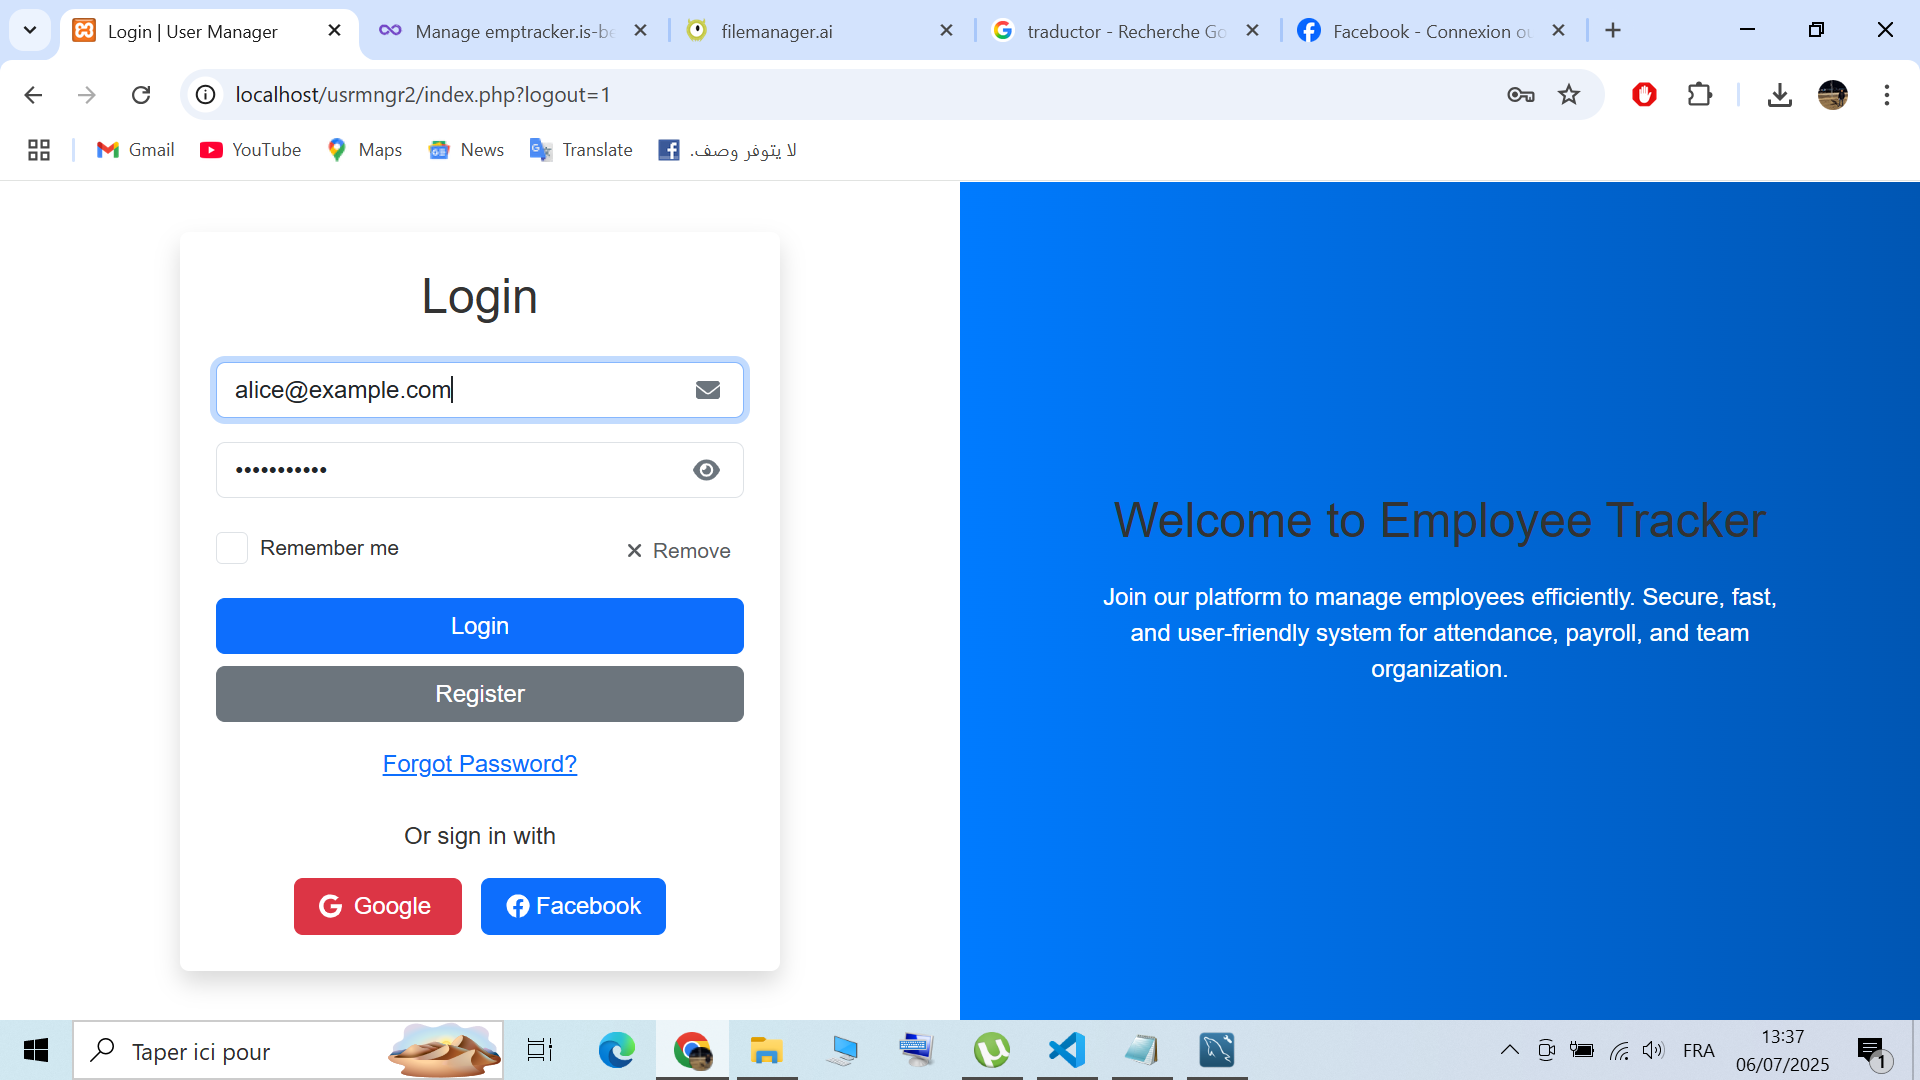 Login | User Manager
Manage emptracker.is-be
filemanager.ai
traductor - Recherche Go
Facebook - Connexion ou
localhost/usrmngr2/index.php?logout=1
Gmail
YouTube
Maps
News
Translate
لا يتوفر وصف.
Login
alice@example.com
Remember me
Remove
Login
Register
Forgot Password?
Or sign in with
Google
Facebook
Welcome to Employee Tracker
Join our platform to manage employees efficiently. Secure, fast,
and user-friendly system for attendance, payroll, and team
organization.
Taper ici pour
FRA
13:37
06/07/2025
1